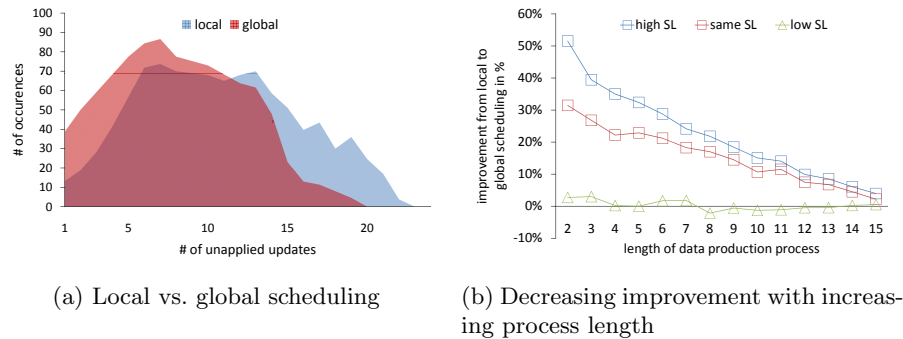 local global
# of occurences
100
90
80
70
60
50
40
30
20
10
0
1 5 10 15 20
# of unapplied updates
(a) Local vs. global scheduling
high SL same SL low SL
improvement from local to
global scheduling in %
60%
50%
40%
30%
20%
10%
0%
-10%
2 3 4 5 6 7 8 9 10 11 12 13 14 15
length of data production process
(b) Decreasing improvement with increas-
ing process length